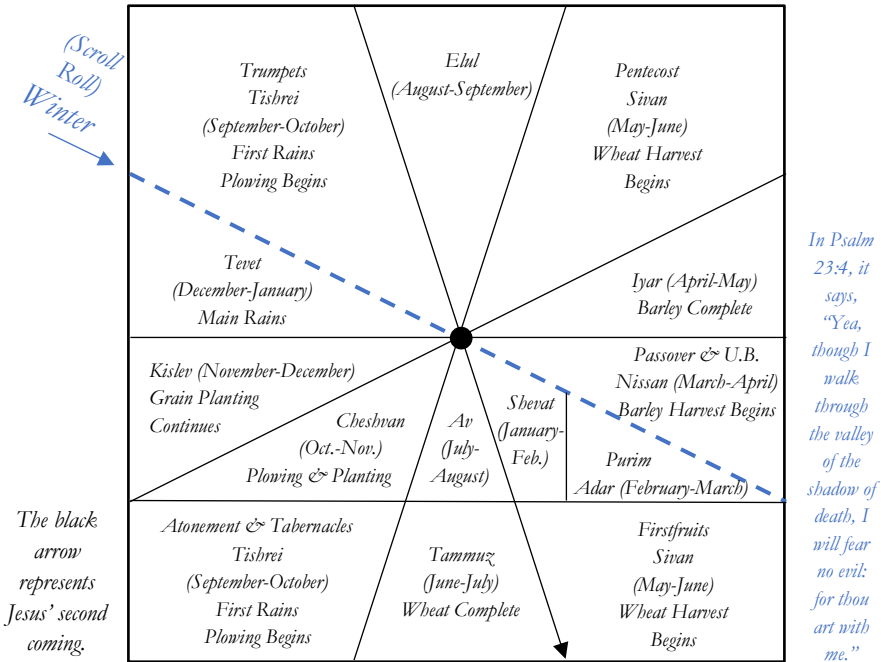 (Scroll
Roll)
Winter
Trumpets
Tishrei
(September-October)
First Rains
Plowing Begins
Elul
(August-September)
Pentecost
Sivan
(May-June)
Wheat Harvest
Begins
Tevet
(December-January)
Main Rains
Iyar (April-May)
Barley Complete
Kislev (November-December)
Grain Planting
Continues
Cheshvan
(Oct.-Nov.)
Plowing & Planting
Av
(July-
August)
Shevat
(January-
Feb.)
Passover & U.B.
Nissan (March-April)
Barley Harvest Begins
Purim
Adar (February-March)
Atonement & Tabernacles
Tishrei
(September-October)
First Rains
Plowing Begins
Tammuz
(June-July)
Wheat Complete
Firstfruits
Sivan
(May-June)
Wheat Harvest
Begins
The black
arrow
represents
Jesus’ second
coming.
In Psalm
23:4, it
says,
“Yea,
though I
walk
through
the valley
of the
shadow of
death, I
will fear
no evil:
for thou
art with
me.”